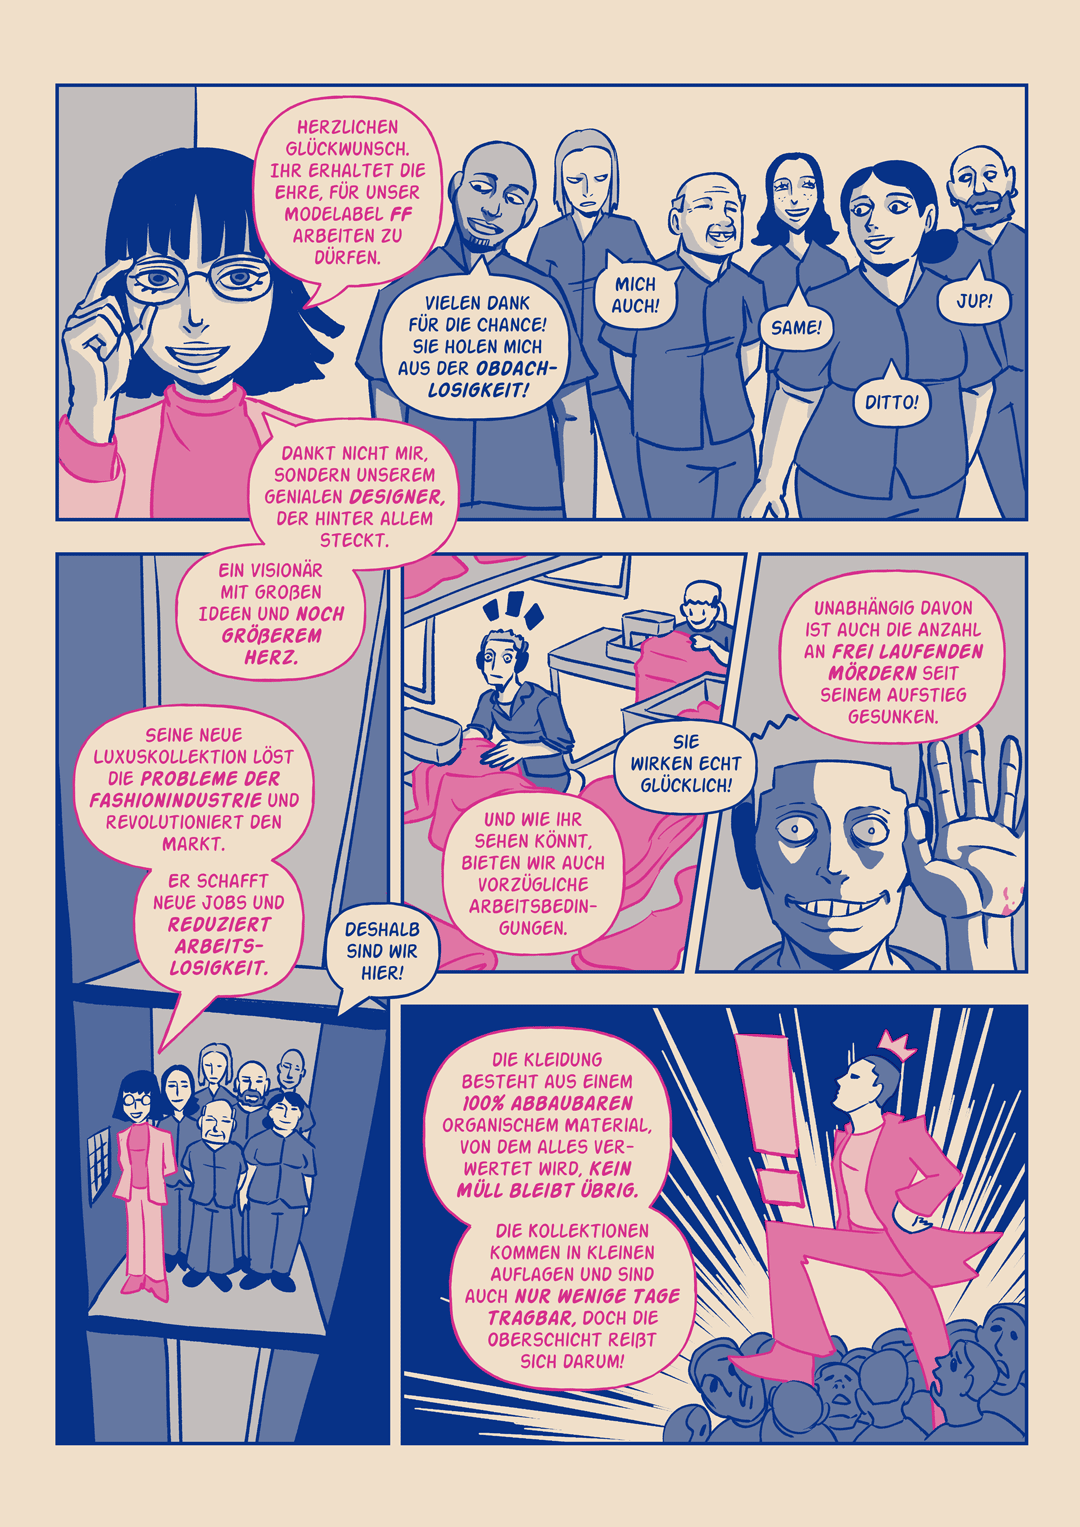 HERZLICHEN
GLÜCKWUNSCH.
IHR ERHALTET DIE
EHRE, FÜR UNSER
MODELABEL FF
ARBEITEN ZU
DÜRFEN.
VIELEN DANK
FÜR DIE CHANCE!
SIE HOLEN MICH
AUS DER OBDACH-
LOSIGKEIT!
MICH
AUCH!
SAME!
DITTO!
JUP!
DANKT NICHT MIR,
SONDERN UNSEREM
GENIALEN DESIGNER,
DER HINTER ALLEM
STECKT.
EIN VISIONÄR
MIT GROßEN
IDEEN UND NOCH
GRÖßEREM
HERZ.
SEINE NEUE
LUXUSKOLLEKTION LÖST
DIE PROBLEME DER
FASHIONINDUSTRIE UND
REVOLUTIONIERT DEN
MARKT.
ER SCHAFFT
NEUE JOBS UND
REDUZIERT
ARBEITS-
LOSIGKEIT.
DESHALB
SIND WIR
HIER!
UND WIE IHR
SEHEN KÖNNT,
BIETEN WIR AUCH
VORZÜGLICHE
ARBEITSBEDIN-
GUNGEN.
SIE
WIRKEN ECHT
GLÜCKLICH!
UNABHÄNGIG DAVON
IST AUCH DIE ANZAHL
AN FREI LAUFENDEN
MÖRDERN SEIT
SEINEM AUFSTIEG
GESUNKEN.
DIE KLEIDUNG
BESTEHT AUS EINEM
100% ABBAUBAREN
ORGANISCHEM MATERIAL,
VON DEM ALLES VER-
WERTET WIRD, KEIN
MÜLL BLEIBT ÜBRIG.
DIE KOLLEKTIONEN
KOMMEN IN KLEINEN
AUFLAGEN UND SIND
AUCH NUR WENIGE TAGE
TRAGBAR, DOCH DIE
OBERSCHICHT REIßT
SICH DARUM!